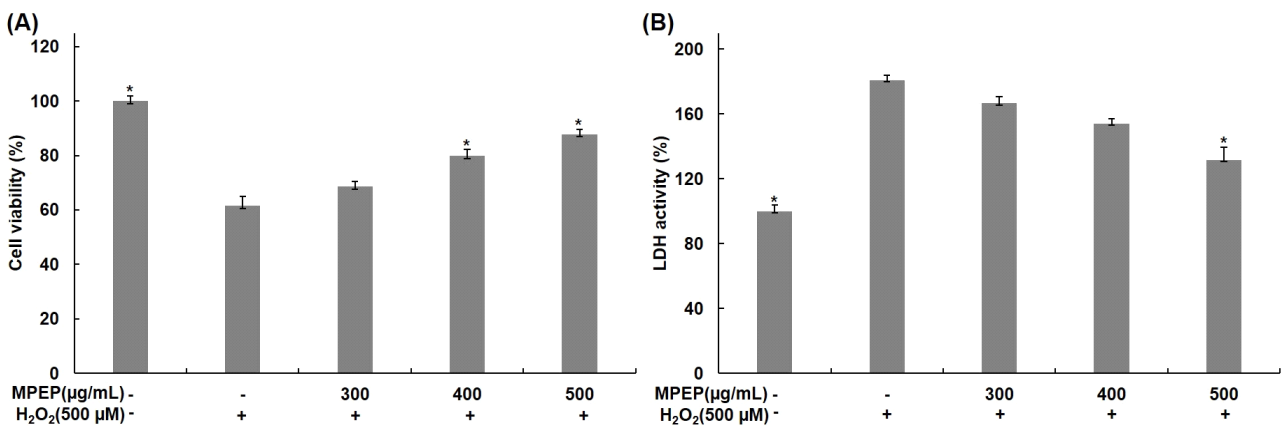 (A)
Cell viability (%)
120
100
80
60
40
20
0
* * *
MPEP(μg/mL) - - 300 400 500
H₂O₂(500 μM) - + + + +
(B)
LDH activity (%)
200
160
120
80
40
0
* *
MPEP(μg/mL) - - 300 400 500
H₂O₂(500 μM) - + + + +